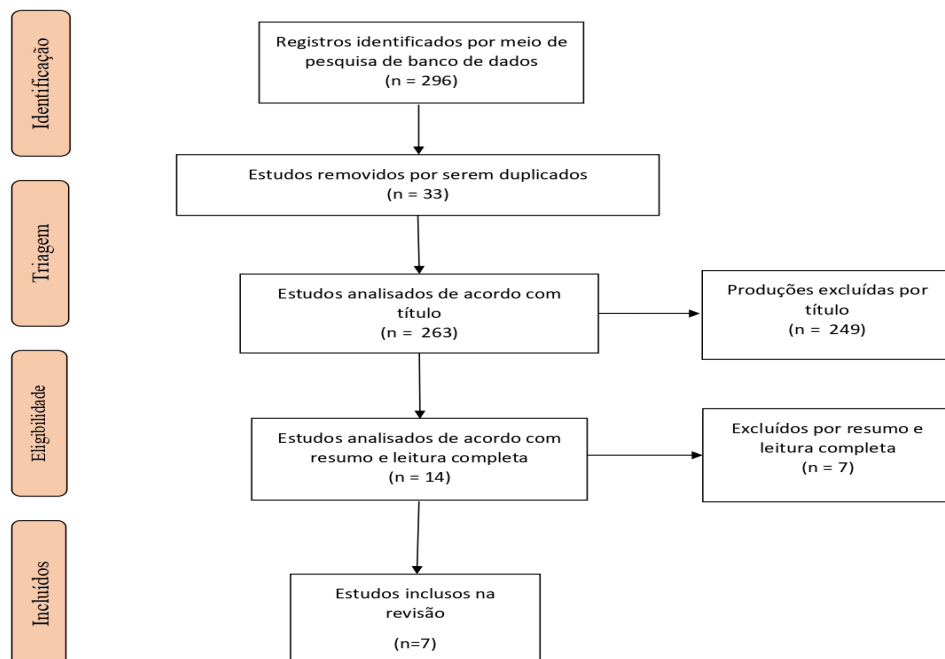 Identificação
Registros identificados por meio de
pesquisa de banco de dados
(n = 296)
Estudos removidos por serem duplicados
(n = 33)
Triagem
Estudos analisados de acordo com
título
(n = 263)
Produções excluídas por
título
(n = 249)
Eligibilidade
Estudos analisados de acordo com
resumo e leitura completa
(n = 14)
Excluídos por resumo e
leitura completa
(n = 7)
Incluídos
Estudos inclusos na
revisão
(n=7)